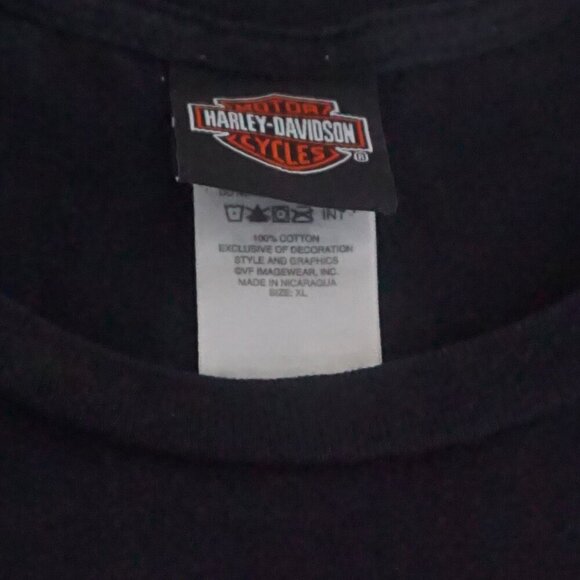 MOTOR
HARLEY-DAVIDSON
CYCLES
®
INT
100% COTTON
EXCLUSIVE OF DECORATION
STYLE AND GRAPHICS
©VF IMAGEWEAR, INC.
MADE IN NICARAGUA
SIZE: XL